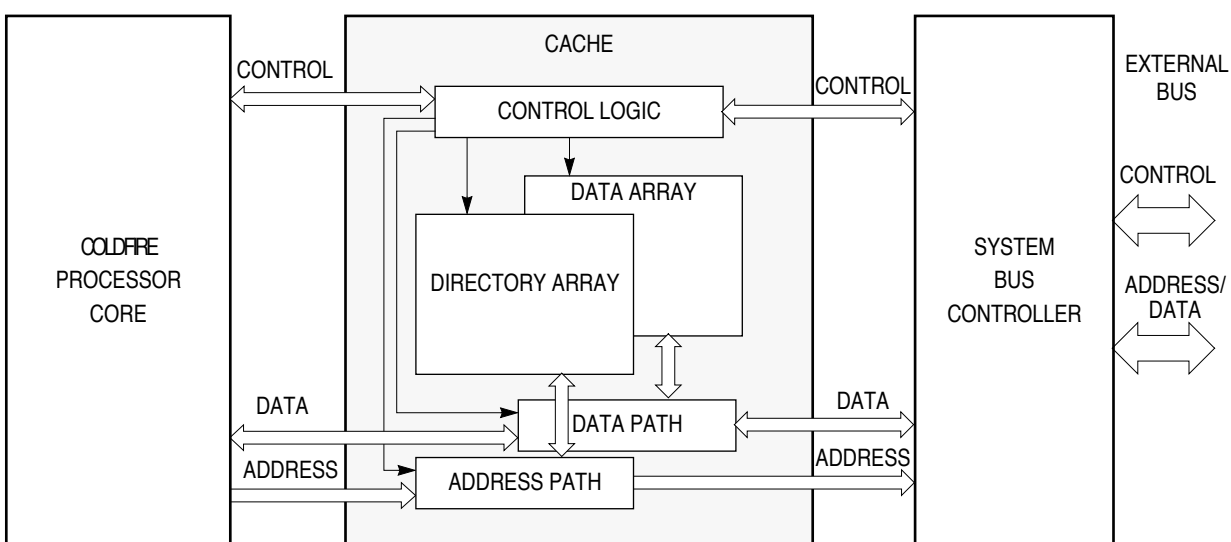 CACHE
CONTROL
CONTROL LOGIC
CONTROL
EXTERNAL
BUS
DATA ARRAY
CONTROL
COLDFIRE
PROCESSOR
CORE
DIRECTORY ARRAY
SYSTEM
BUS
CONTROLLER
ADDRESS/
DATA
DATA
DATA PATH
DATA
ADDRESS
ADDRESS PATH
ADDRESS